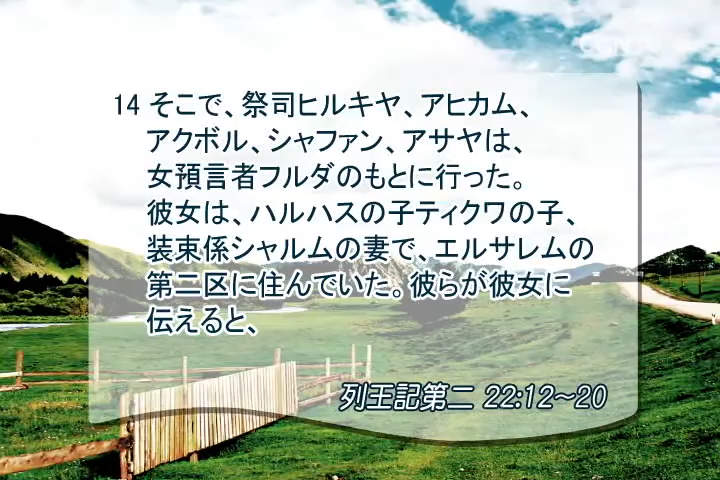 14 そこで、祭司ヒルキヤ、アヒカム、
アクボル、シャファン、アサヤは、
女預言者フルダのもとに行った。
彼女は、ハルハスの子ティクワの子、
装束係シャルムの妻で、エルサレムの
第二区に住んでいた。彼らが彼女に
伝えると、
列王記第二 22:12~20